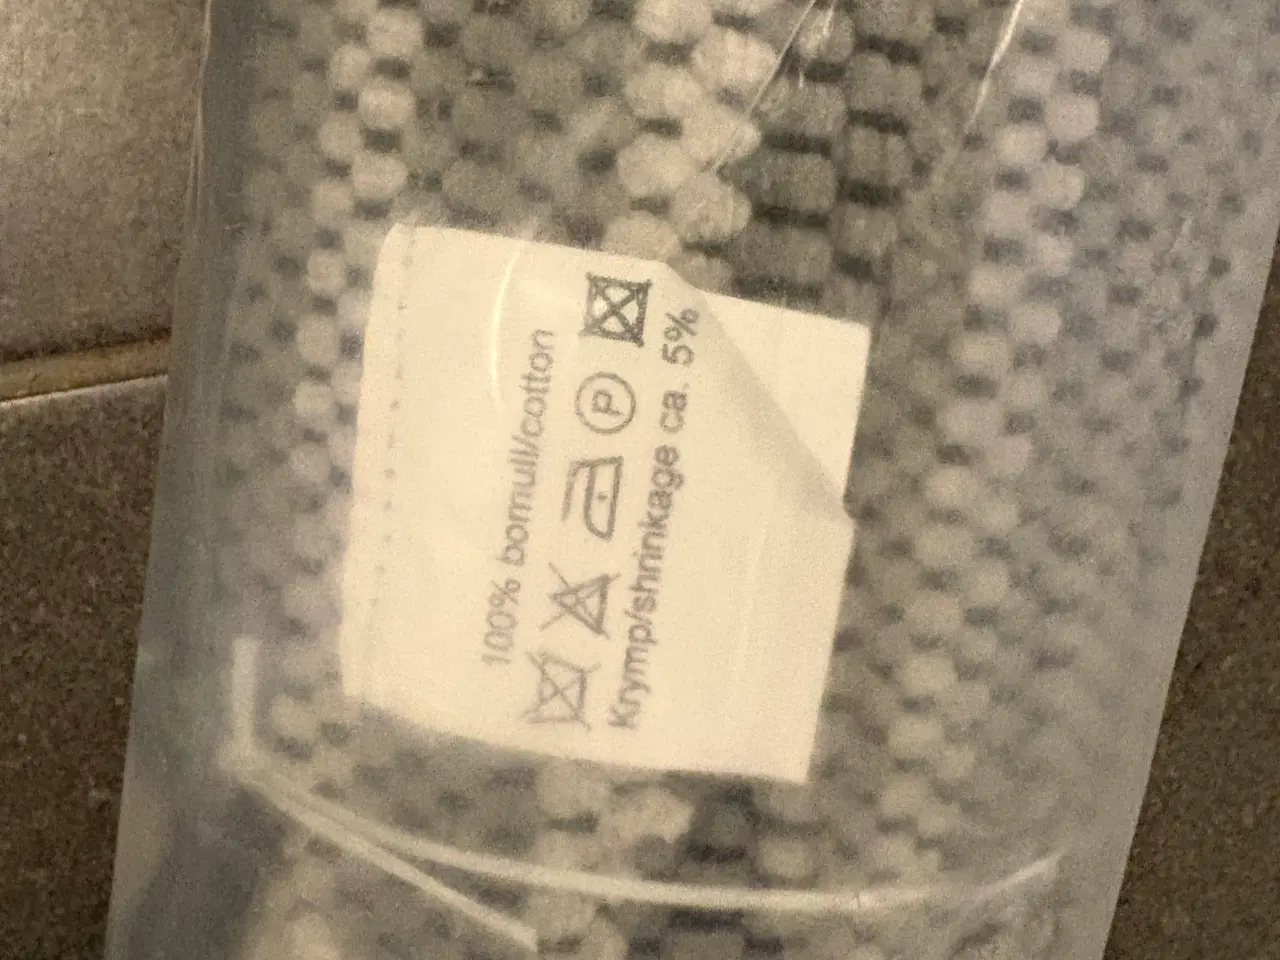 100% bomull/cotton
P
Krymp/shrinkage ca. 5%